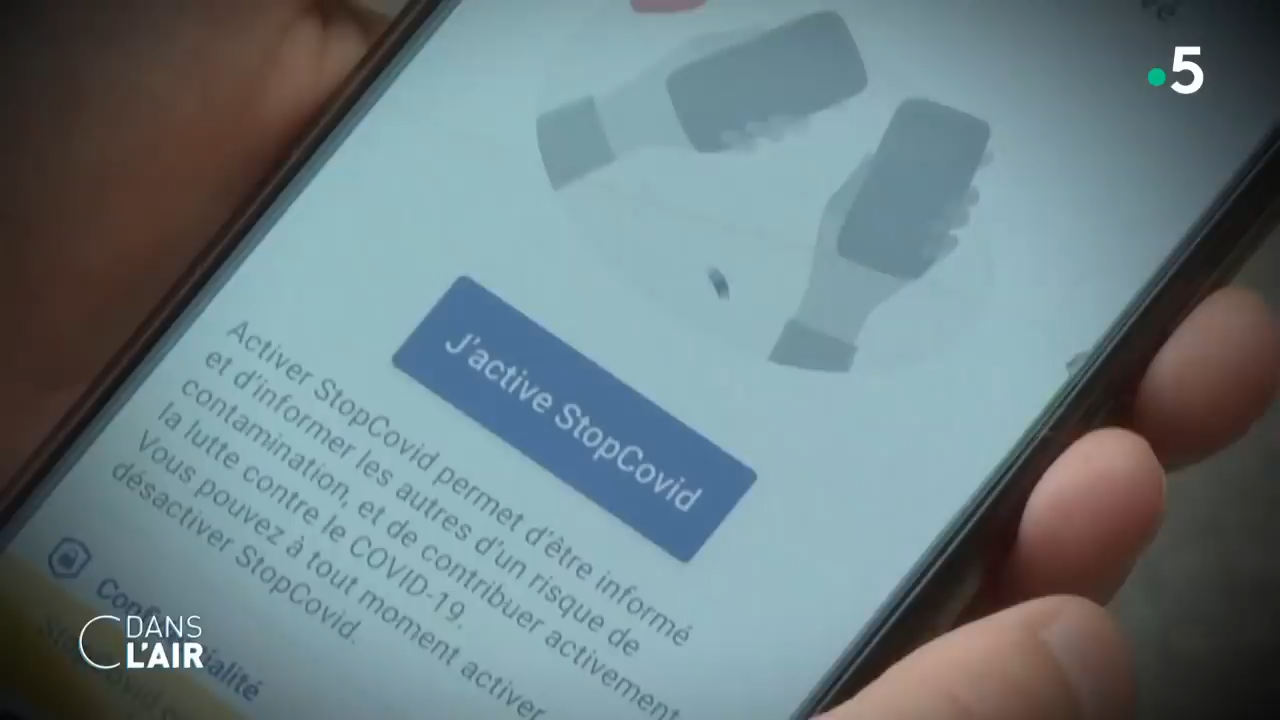 5
J'active StopCovid
Activer StopCovid permet d'être informé
et d'informer les autres d'un risque de
contamination, et de contribuer activement
la lutte contre le COVID-19.
Vous pouvez à tout moment activer
désactiver StopCovid.
DANS
L'AIR